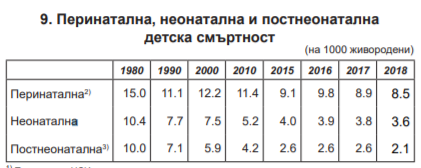 9. Перинатална, неонатална и постнеонатална
детска смъртност
(на 1000 живородени)
1980 1990 2000 2010 2015 2016 2017 2018
Перинатална2) 15.0 11.1 12.2 11.4 9.1 9.8 8.9 8.5
Неонатална 10.4 7.7 7.5 5.2 4.0 3.9 3.8 3.6
Постнеонатална3) 10.0 7.1 5.9 4.2 2.6 2.6 2.6 2.1